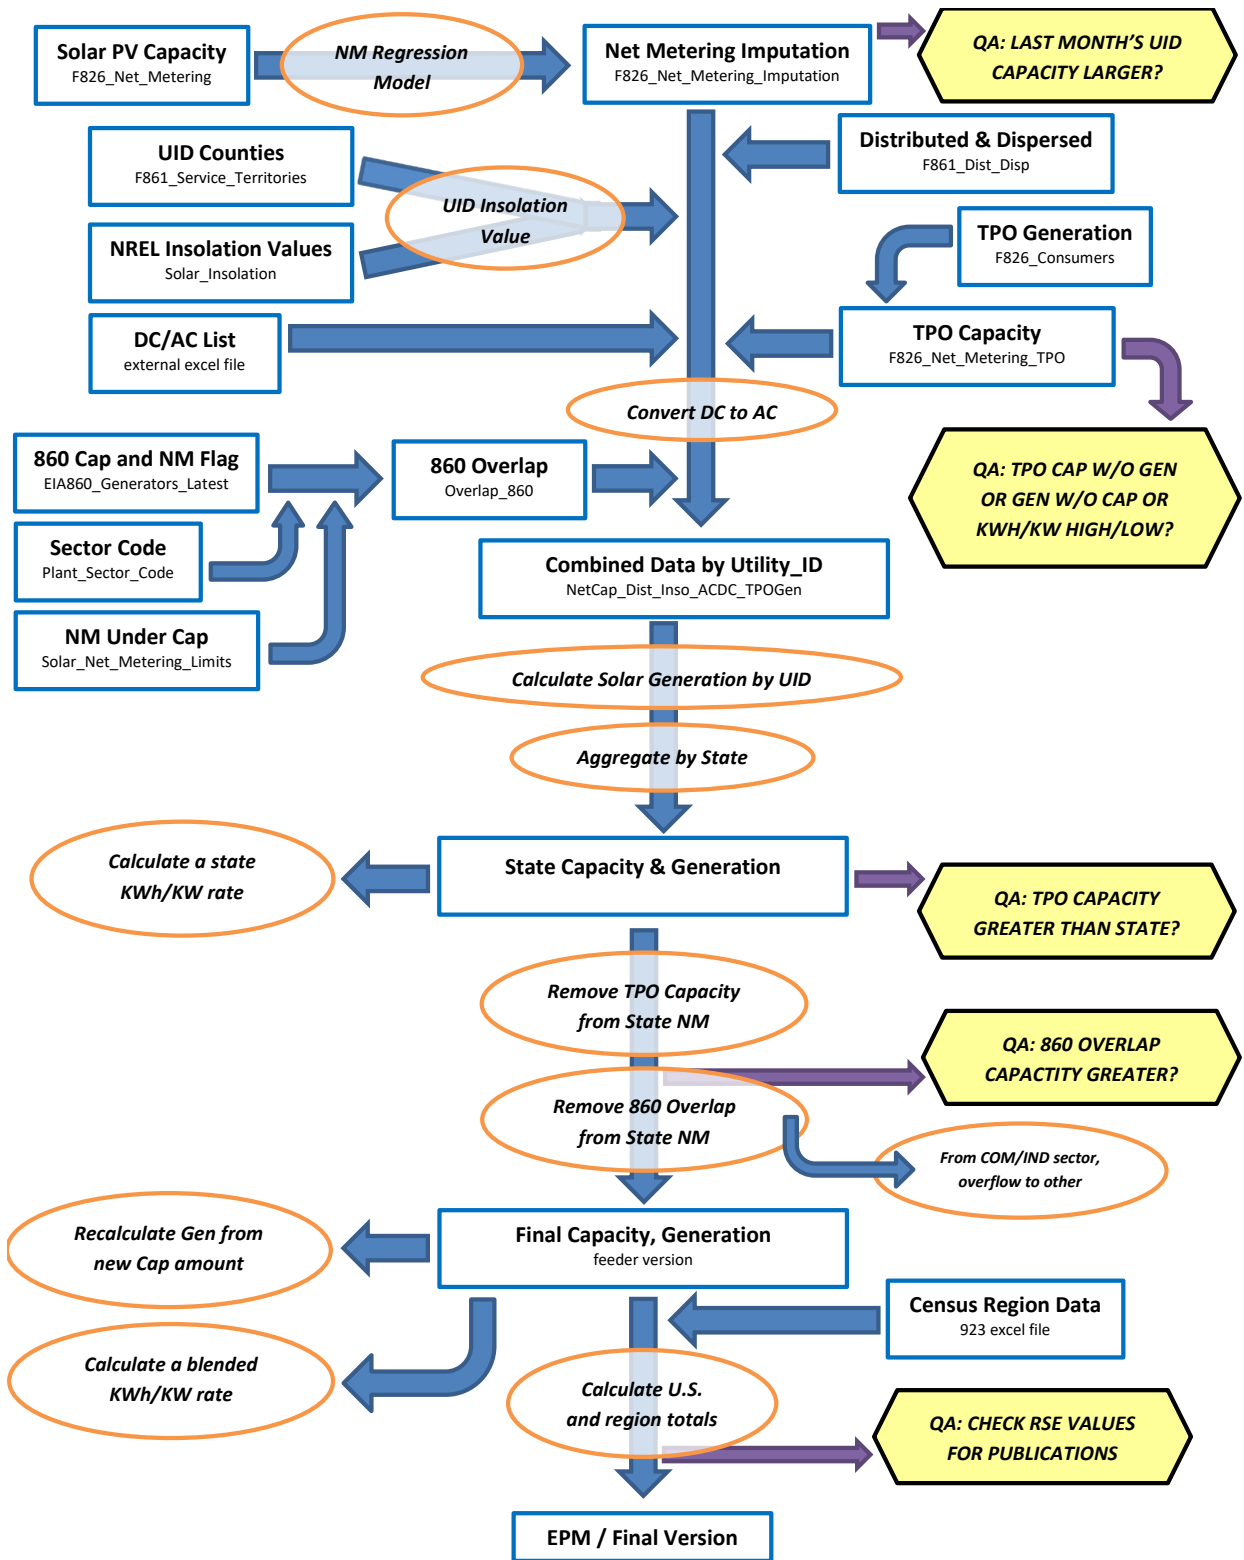 Solar PV Capacity
F826_Net_Metering
NM Regression
Model
Net Metering Imputation
F826_Net_Metering_Imputation
QA: LAST MONTH'S UID
CAPACITY LARGER?
UID Counties
F861_Service_Territories
Distributed & Dispersed
F861_Dist_Disp
UID Insolation
Value
NREL Insolation Values
Solar_Insolation
TPO Generation
F826_Consumers
DC/AC List
external excel file
TPO Capacity
F826_Net_Metering_TPO
Convert DC to AC
860 Cap and NM Flag
EIA860_Generators_Latest
860 Overlap
Overlap_860
QA: TPO CAP W/O GEN
OR GEN W/O CAP OR
KWH/KW HIGH/LOW?
Sector Code
Plant_Sector_Code
Combined Data by Utility_ID
NetCap_Dist_Inso_ACDC_TPOGen
NM Under Cap
Solar_Net_Metering_Limits
Calculate Solar Generation by UID
Aggregate by State
Calculate a state
KWh/KW rate
State Capacity & Generation
QA: TPO CAPACITY
GREATER THAN STATE?
Remove TPO Capacity
from State NM
QA: 860 OVERLAP
CAPACTITY GREATER?
Remove 860 Overlap
from State NM
From COM/IND sector,
overflow to other
Recalculate Gen from
new Cap amount
Final Capacity, Generation
feeder version
Census Region Data
923 excel file
Calculate a blended
KWh/KW rate
Calculate U.S.
and region totals
QA: CHECK RSE VALUES
FOR PUBLICATIONS
EPM / Final Version